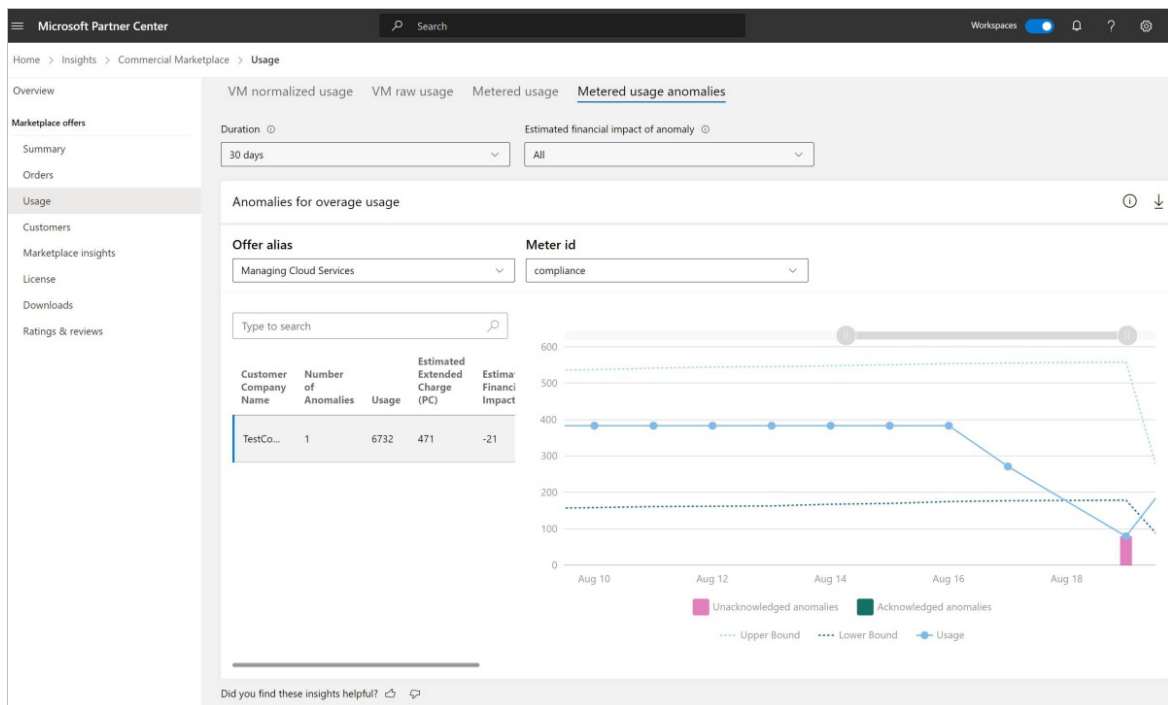 Microsoft Partner Center
Search
Workspaces
Home > Insights > Commercial Marketplace > Usage
Overview
Marketplace offers
Summary
Orders
Usage
Customers
Marketplace insights
License
Downloads
Ratings & reviews
VM normalized usage VM raw usage Metered usage Metered usage anomalies
Duration
30 days
Estimated financial impact of anomaly
All
Anomalies for overage usage
Offer alias
Managing Cloud Services
Meter id
compliance
Type to search
Customer Company Name
Number of Anomalies
Usage
Estimated Extended Charge (PC)
Estima
Financi
Impact
TestCo... 1 6732 471 -21
600
500
400
300
200
100
0
Aug 10 Aug 12 Aug 14 Aug 16 Aug 18
Unacknowledged anomalies Acknowledged anomalies
Upper Bound Lower Bound Usage
Did you find these insights helpful?